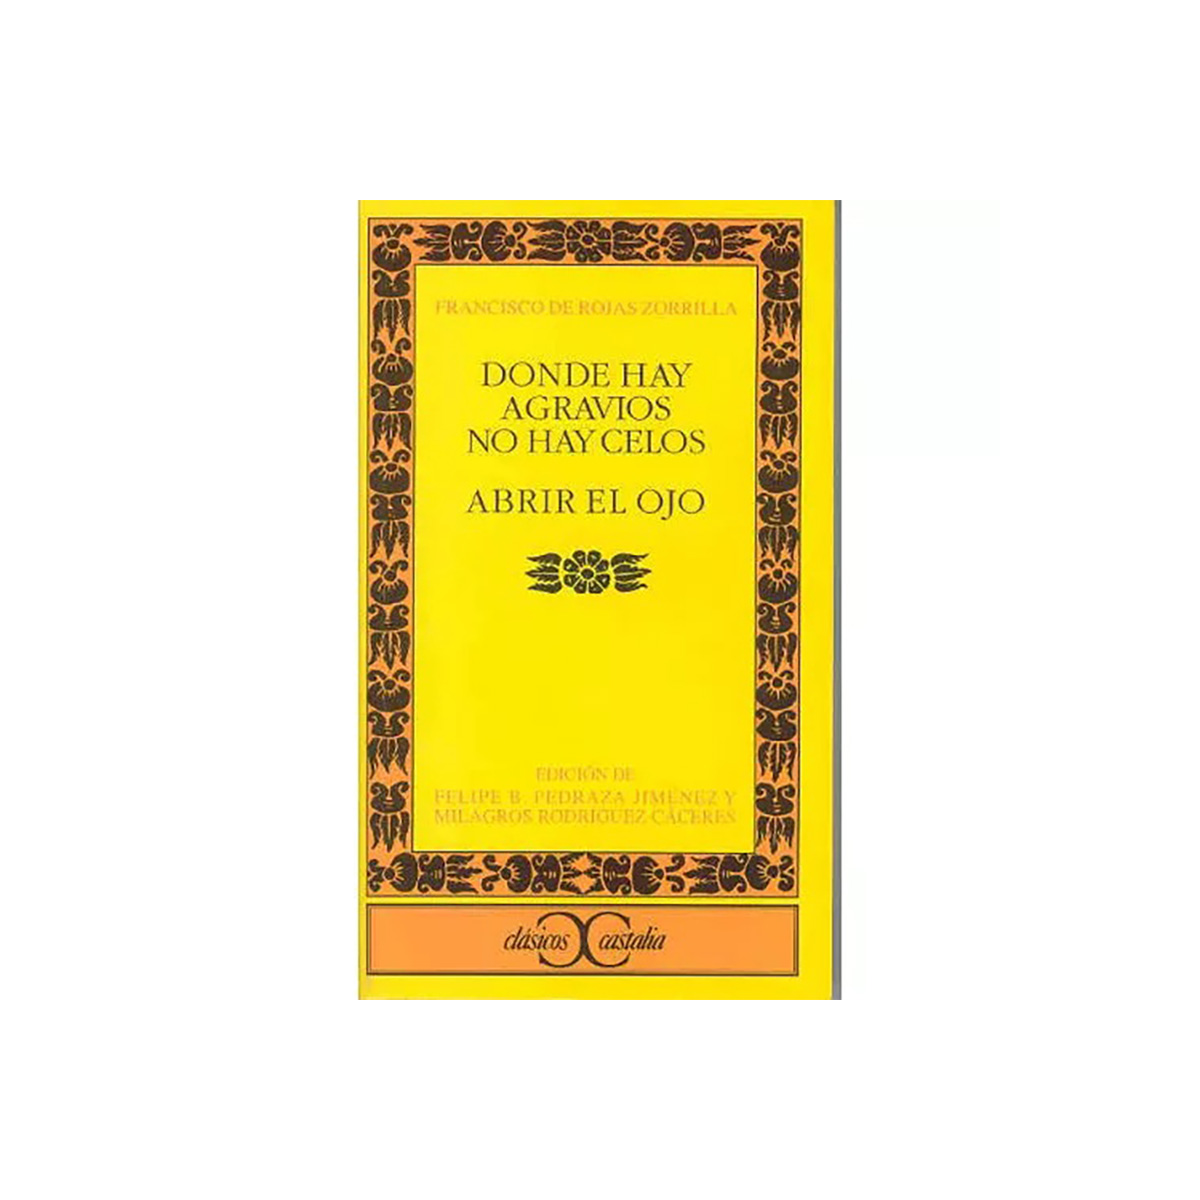 FRANCISCO DE ROJAS ZORRILLA
DONDE HAY
AGRAVIOS
NO HAY CELOS
ABRIR EL OJO
EDICIÓN DE
FELIPE B. PEDRAZA JIMÉNEZ Y
MILAGROS RODRÍGUEZ CÁCERES
clásicos castalia